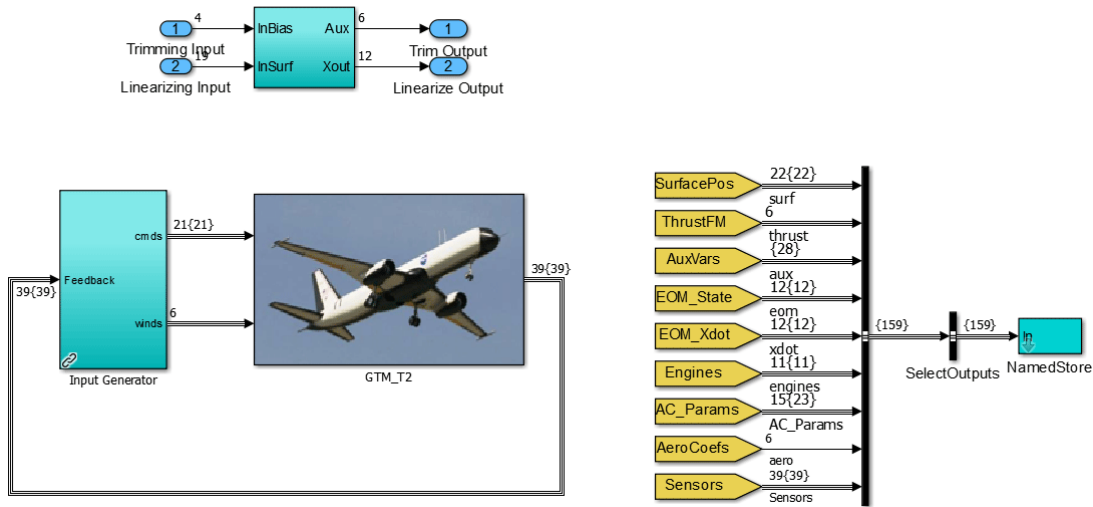 4
6
1
InBias
Aux
1
Trimming Input
Trim Output
19
12
2
InSurf
Xout
2
Linearizing Input
Linearize Output
21{21}
cmds
39{39}
Feedback
39{39}
6
winds
Input Generator
GTM_T2
SurfacePos
22{22}
surf
ThrustFM
6
thrust
AuxVars
{28}
aux
EOM_State
12{12}
eom
EOM_Xdot
12{12}
xdot
Engines
11{11}
engines
AC_Params
15{23}
AC_Params
AeroCoefs
6
aero
Sensors
39{39}
Sensors
{159}
{159}
SelectOutputs
In
NamedStore